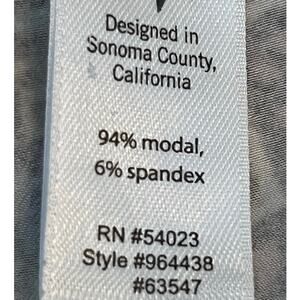 Designed in
Sonoma County,
California
94% modal,
6% spandex
RN #54023
Style #964438
#63547